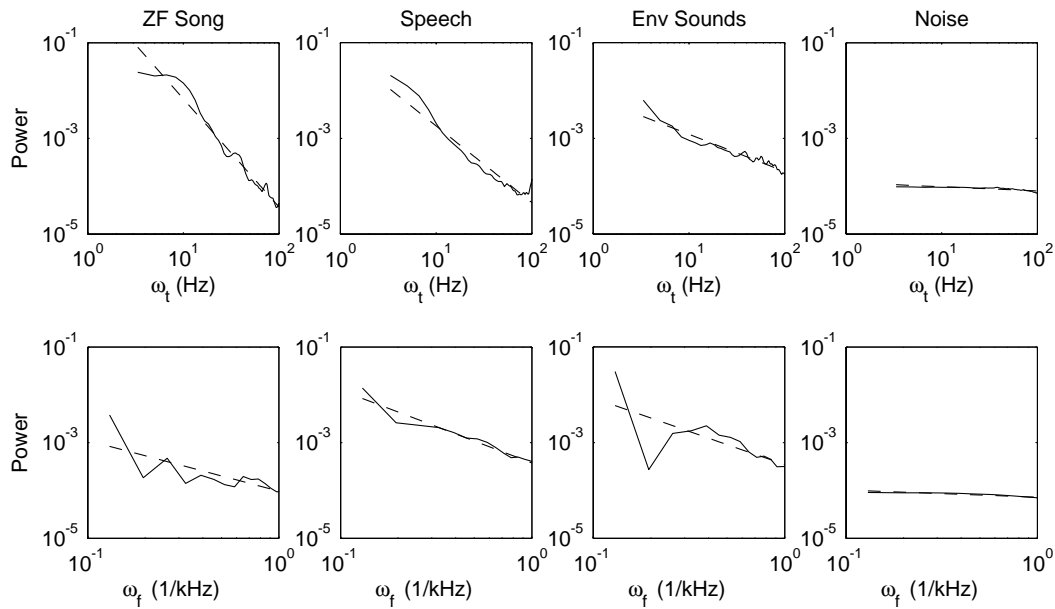 ZF Song Speech Env Sounds Noise
10^-1 10^-1 10^-1 10^-1
10^-3 10^-3 10^-3 10^-3
Power
10^-5 10^-5 10^-5 10^-5
10^0 10^1 10^2 10^0 10^1 10^2 10^0 10^1 10^2 10^0 10^1 10^2
ω_t (Hz) ω_t (Hz) ω_t (Hz) ω_t (Hz)
10^-1 10^-1 10^-1 10^-1
10^-3 10^-3 10^-3 10^-3
Power
10^-5 10^-5 10^-5 10^-5
10^-1 10^0 10^-1 10^0 10^-1 10^0 10^-1 10^0
ω_f (1/kHz) ω_f (1/kHz) ω_f (1/kHz) ω_f (1/kHz)